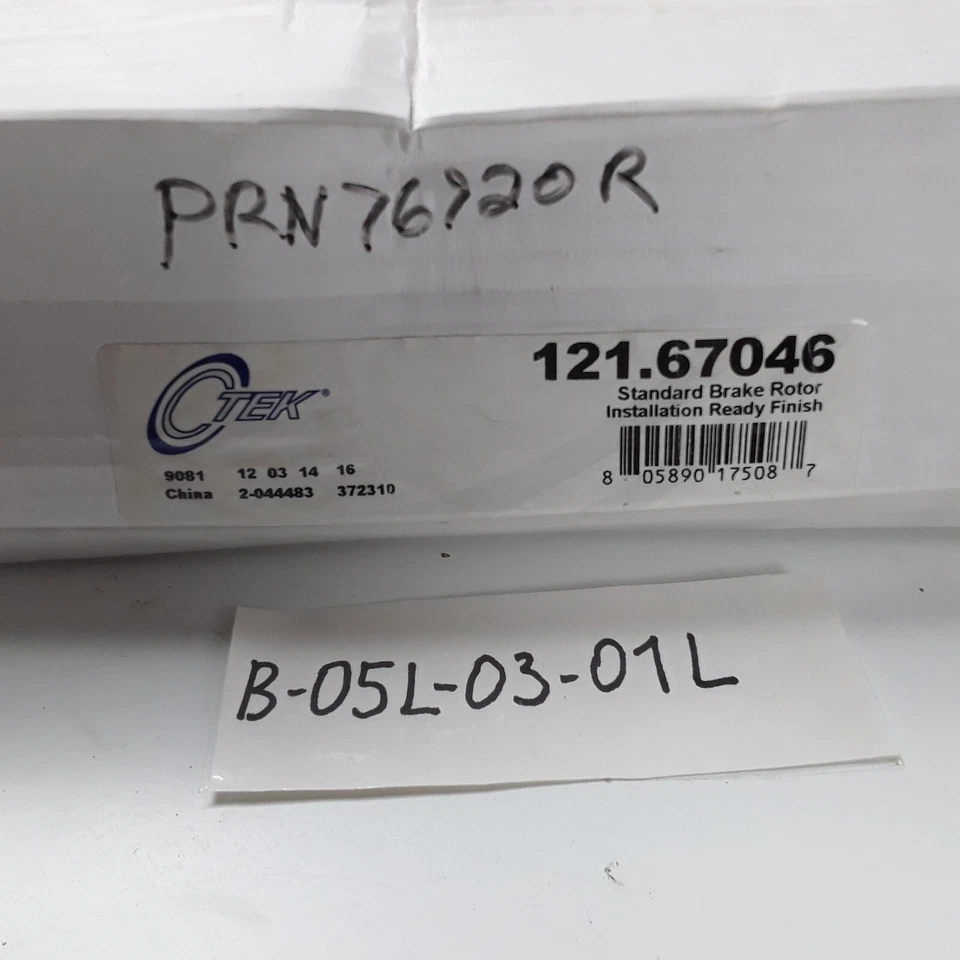 PRN76920R
CTEK®
121.67046
Standard Brake Rotor
Installation Ready Finish
9081 12 03 14 16
China 2-044483 372310
8 05890 17508 7
B-05L-03-01L